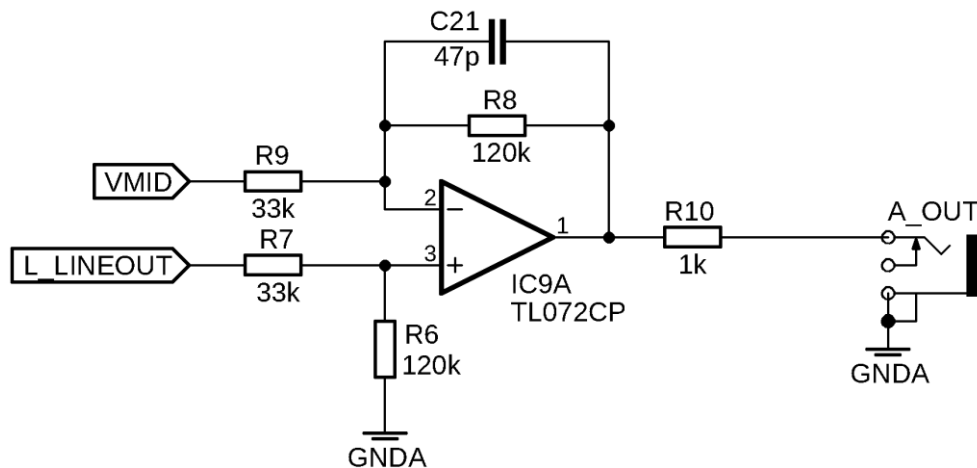 C21
47p
R8
120k
R9
VMID
33k
2
1
R10
A_OUT
R7
3
L_LINEOUT
33k
1k
IC9A
TL072CP
R6
120k
GNDA
GNDA